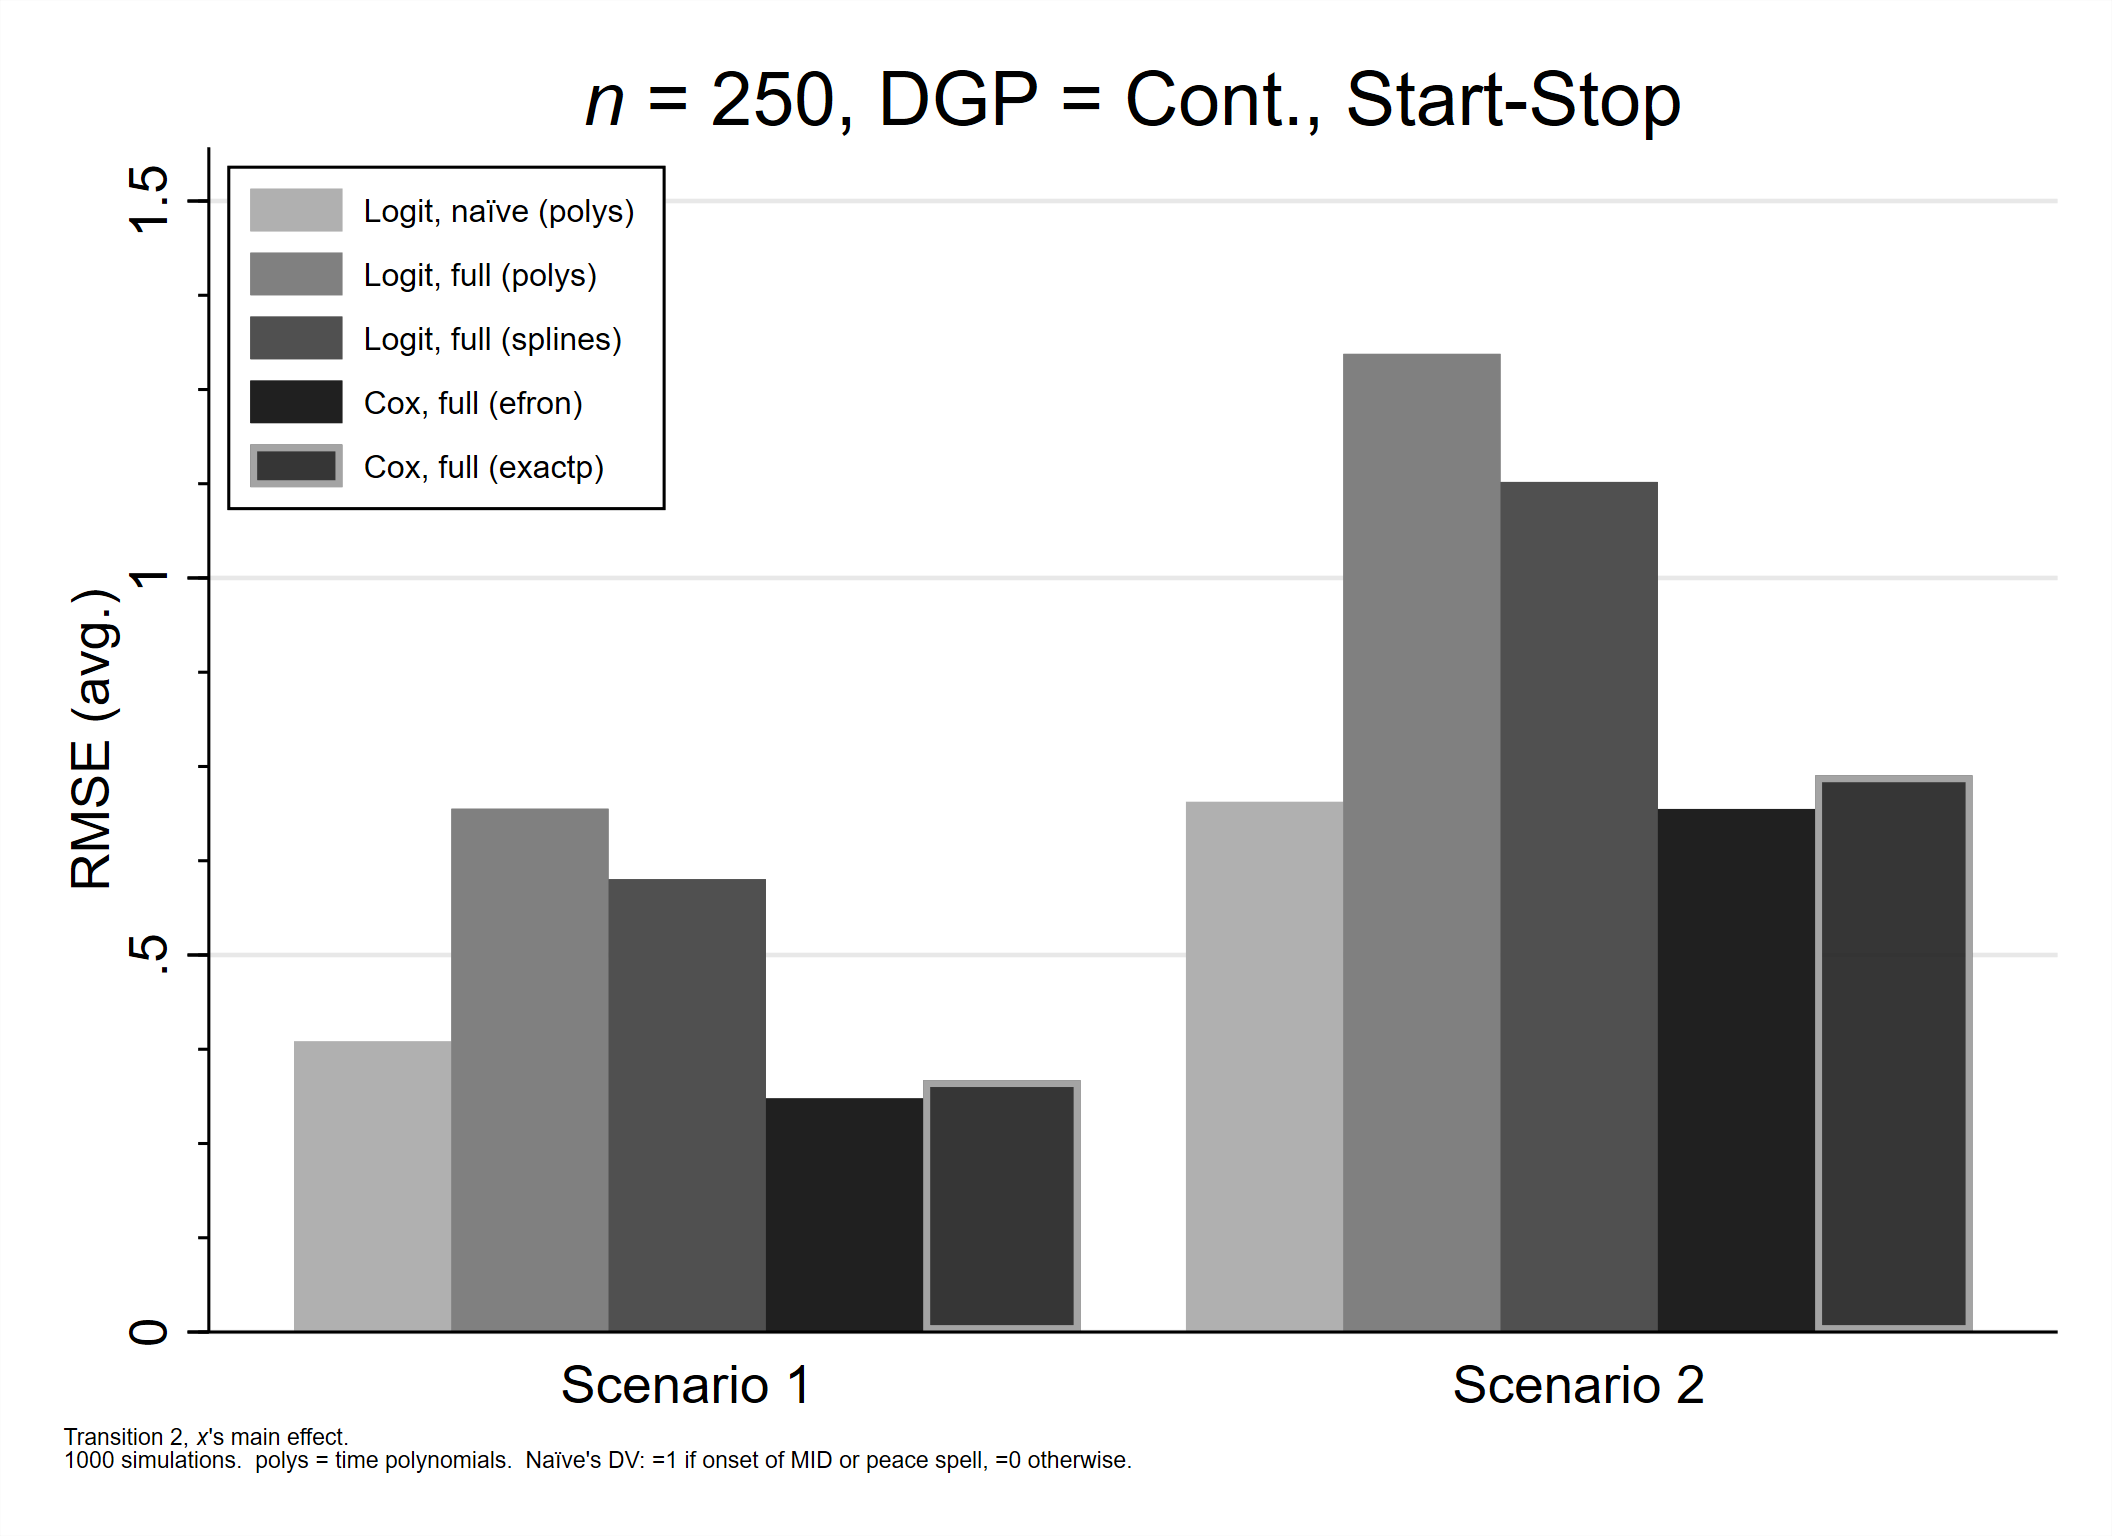 n = 250, DGP = Cont., Start-Stop
Logit, naïve (polys)
Logit, full (polys)
Logit, full (splines)
Cox, full (efron)
Cox, full (exactp)
RMSE (avg.)
1.5
1
.5
0
Scenario 1
Scenario 2
Transition 2, x's main effect.
1000 simulations.  polys = time polynomials.  Naïve's DV: =1 if onset of MID or peace spell, =0 otherwise.